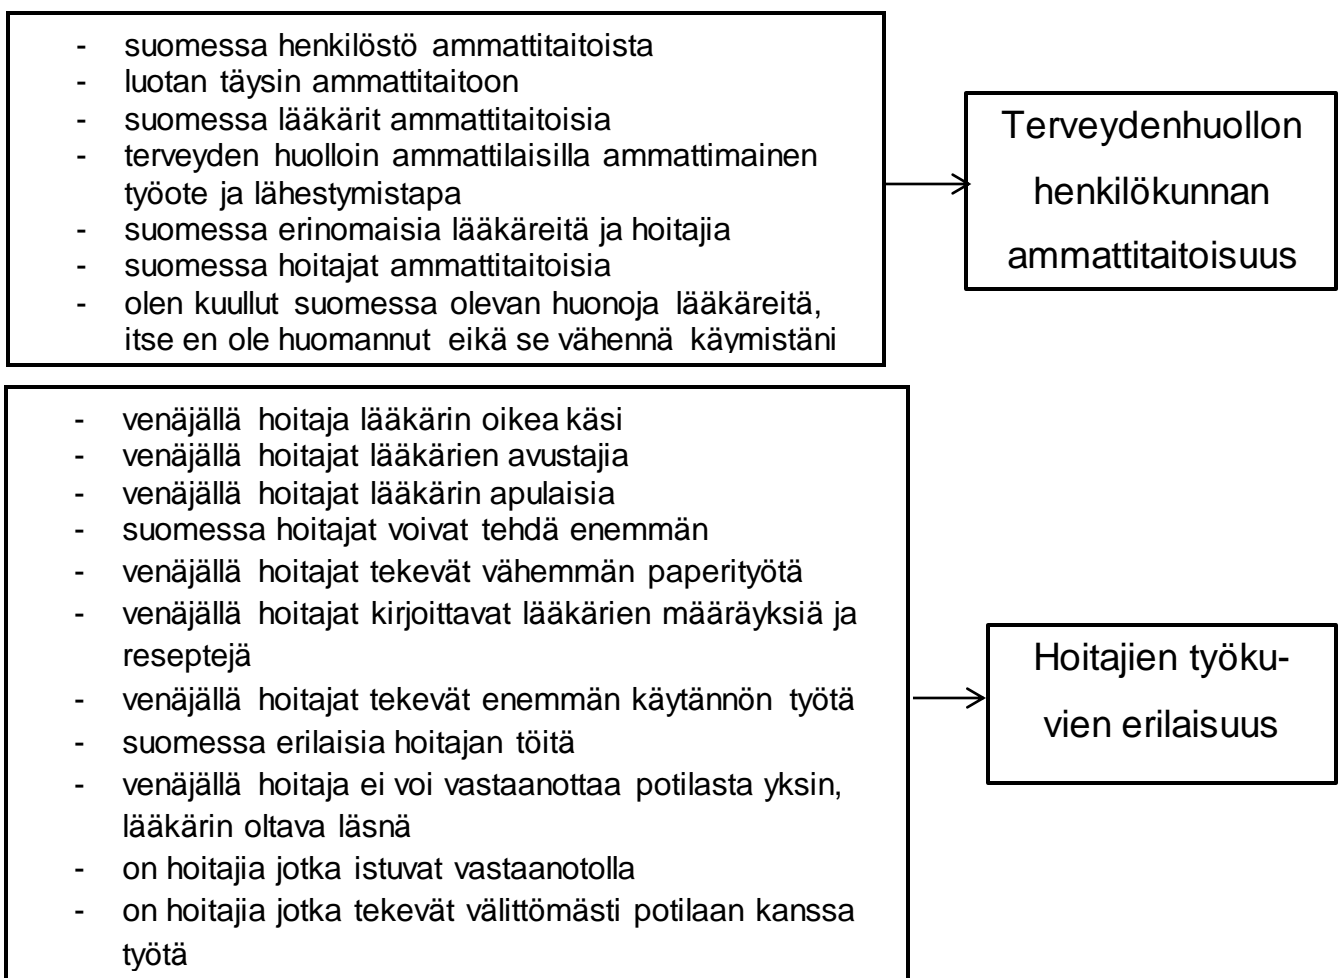 - suomessa henkilöstö ammattitaitoista
- luotan täysin ammattitaitoon
- suomessa lääkärit ammattitaitoisia
- terveyden huolloin ammattilaisilla ammattimainen
työote ja lähestymistapa
- suomessa erinomaisia lääkäreitä ja hoitajia
- suomessa hoitajat ammattitaitoisia
- olen kuullut suomessa olevan huonoja lääkäreitä,
itse en ole huomannut eikä se vähennä käymistäni
Terveydenhuollon
henkilökunnan
ammattitaitoisuus
- venäjällä hoitaja lääkärin oikea käsi
- venäjällä hoitajat lääkärien avustajia
- venäjällä hoitajat lääkärin apulaisia
- suomessa hoitajat voivat tehdä enemmän
- venäjällä hoitajat tekevät vähemmän paperityötä
- venäjällä hoitajat kirjoittavat lääkärien määräyksiä ja
reseptejä
- venäjällä hoitajat tekevät enemmän käytännön työtä
- suomessa erilaisia hoitajan töitä
- venäjällä hoitaja ei voi vastaanottaa potilasta yksin,
lääkärin oltava läsnä
- on hoitajia jotka istuvat vastaanotolla
- on hoitajia jotka tekevät välittömästi potilaan kanssa
työtä
Hoitajien työku-
vien erilaisuus